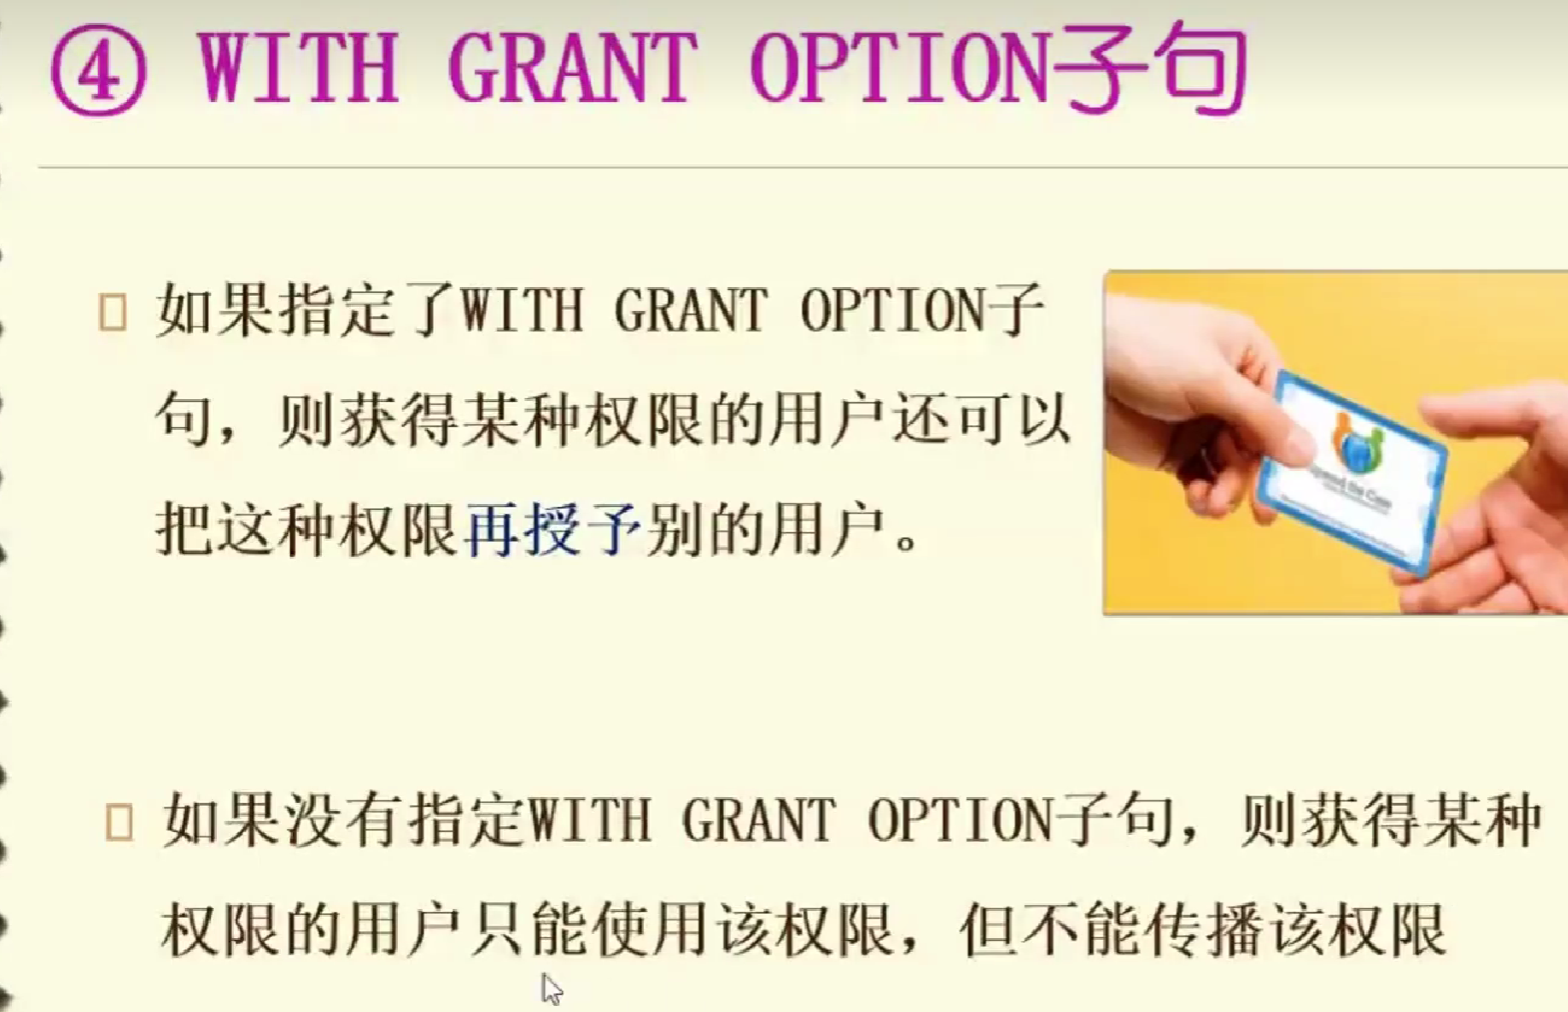 ④ WITH GRANT OPTION子句
如果指定了WITH GRANT OPTION子
句，则获得某种权限的用户还可以
把这种权限再授予别的用户。
如果没有指定WITH GRANT OPTION子句，则获得某种
权限的用户只能使用该权限，但不能传播该权限